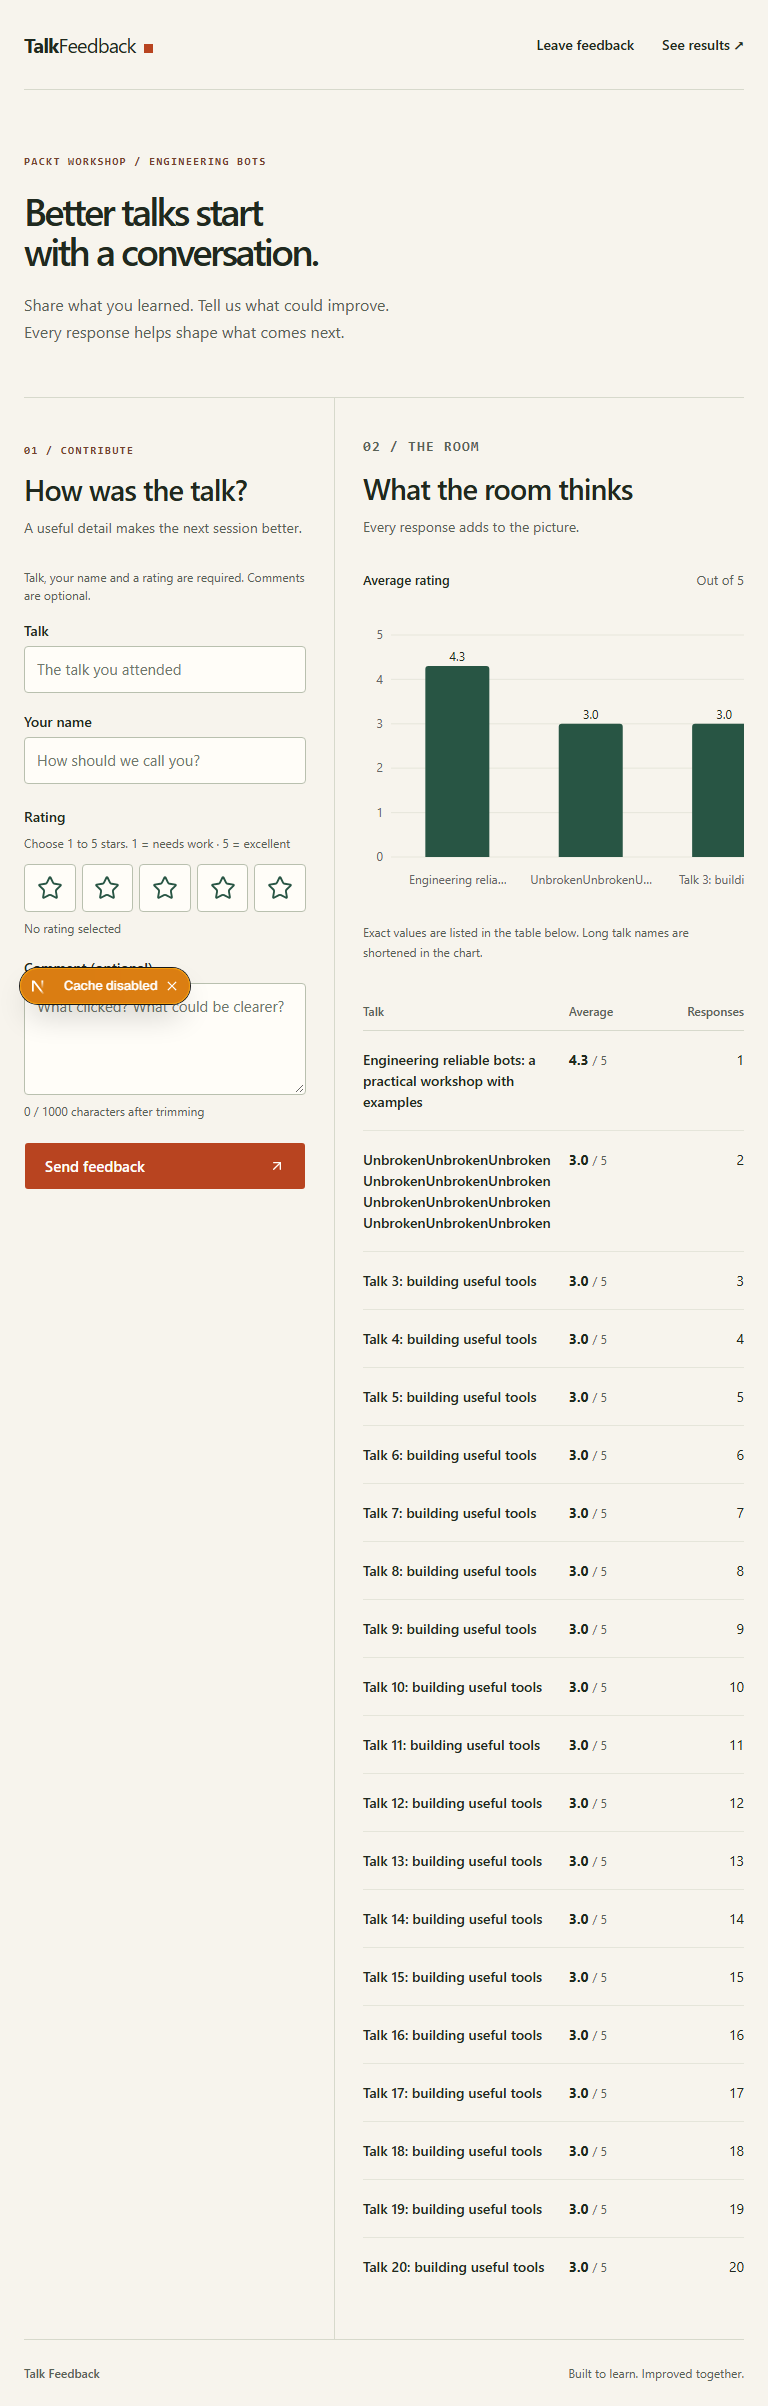 TalkFeedback
Leave feedback
See results ↗
PACKT WORKSHOP / ENGINEERING BOTS
Better talks start
with a conversation.
Share what you learned. Tell us what could improve.
Every response helps shape what comes next.
01 / CONTRIBUTE
How was the talk?
A useful detail makes the next session better.
Talk, your name and a rating are required. Comments
are optional.
Talk
The talk you attended
Your name
How should we call you?
Rating
Choose 1 to 5 stars. 1 = needs work · 5 = excellent
No rating selected
Comment (optional)
N Cache disabled ×
What clicked? What could be clearer?
0 / 1000 characters after trimming
Send feedback
02 / THE ROOM
What the room thinks
Every response adds to the picture.
Average rating
Out of 5
5
4
3
2
1
0
4.3
3.0
3.0
Engineering relia...
UnbrokenUnbrokenU...
Talk 3: buildi
Exact values are listed in the table below. Long talk names are
shortened in the chart.
Talk Average Responses
Engineering reliable bots: a 4.3 / 5 1
practical workshop with
examples
UnbrokenUnbrokenUnbroken 3.0 / 5 2
UnbrokenUnbrokenUnbroken
UnbrokenUnbrokenUnbroken
UnbrokenUnbrokenUnbroken
Talk 3: building useful tools 3.0 / 5 3
Talk 4: building useful tools 3.0 / 5 4
Talk 5: building useful tools 3.0 / 5 5
Talk 6: building useful tools 3.0 / 5 6
Talk 7: building useful tools 3.0 / 5 7
Talk 8: building useful tools 3.0 / 5 8
Talk 9: building useful tools 3.0 / 5 9
Talk 10: building useful tools 3.0 / 5 10
Talk 11: building useful tools 3.0 / 5 11
Talk 12: building useful tools 3.0 / 5 12
Talk 13: building useful tools 3.0 / 5 13
Talk 14: building useful tools 3.0 / 5 14
Talk 15: building useful tools 3.0 / 5 15
Talk 16: building useful tools 3.0 / 5 16
Talk 17: building useful tools 3.0 / 5 17
Talk 18: building useful tools 3.0 / 5 18
Talk 19: building useful tools 3.0 / 5 19
Talk 20: building useful tools 3.0 / 5 20
Talk Feedback
Built to learn. Improved together.